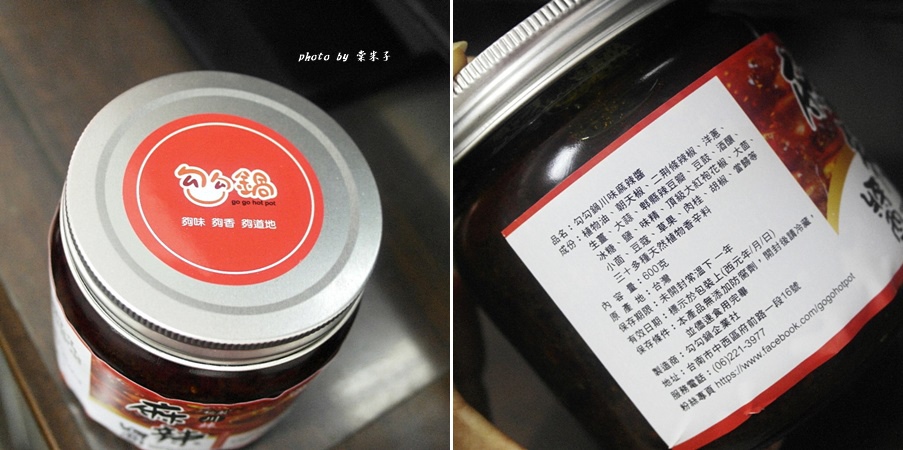 photo by 棠米子
勾勾鍋
go go hot pot
夠味 夠香 夠道地
麻辣
品名：勾勾鍋川味麻辣醬
成份：植物油、朝天椒、二荊條辣椒、洋蔥、
生薑、大蒜、郫縣辣豆瓣、豆鼓、酒釀、
冰糖、鹽、味精、頂級大紅袍花椒、大茴、
小茴、豆蔻、草果、肉桂、胡椒、當歸等
三十多種天然植物香辛料
內容量：600克
原產地：台灣
保存期限：未開封常溫下一年
有效日期：標示於包裝上(西元年/月/日)
保存條件：本產品無添加防腐劑，開封後請冷藏，
並儘速食用完畢
製造商：勾勾鍋企業社
地址：台南市中西區府前路一段16號
服務電話：(06)221-3977
粉絲專頁 https://www.facebook.com/gogohotpot